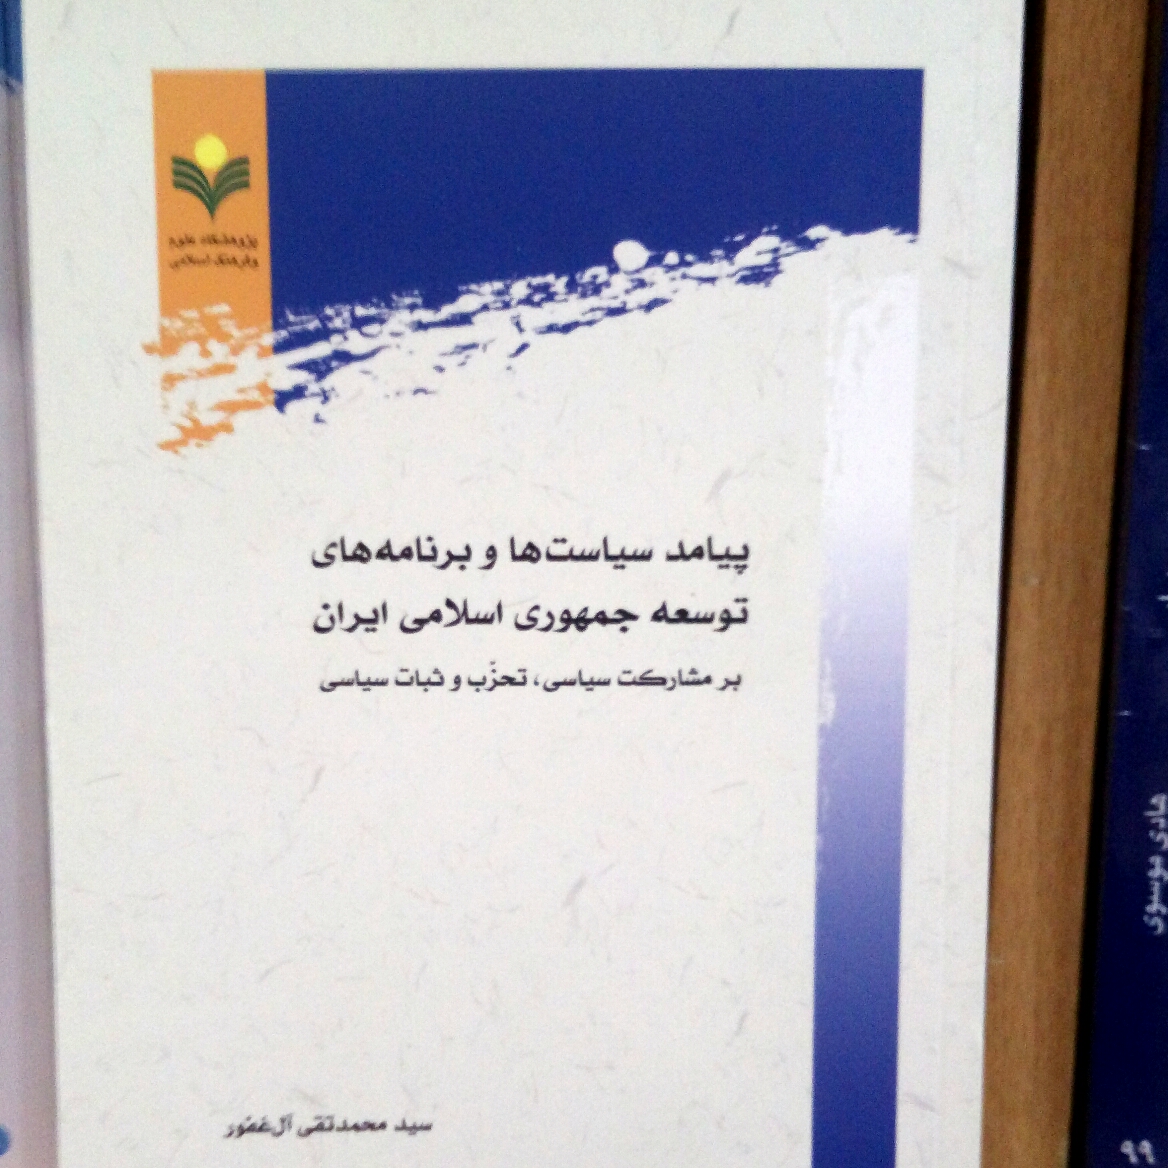 پژوهشگاه علوم
و فرهنگ اسلامی
پیامد سیاست‌ها و برنامه‌های
توسعه جمهوری اسلامی ایران
بر مشارکت سیاسی، تحزّب و ثبات سیاسی
سید محمدتقی آل‌غفور
هادی موسوی
۹۹